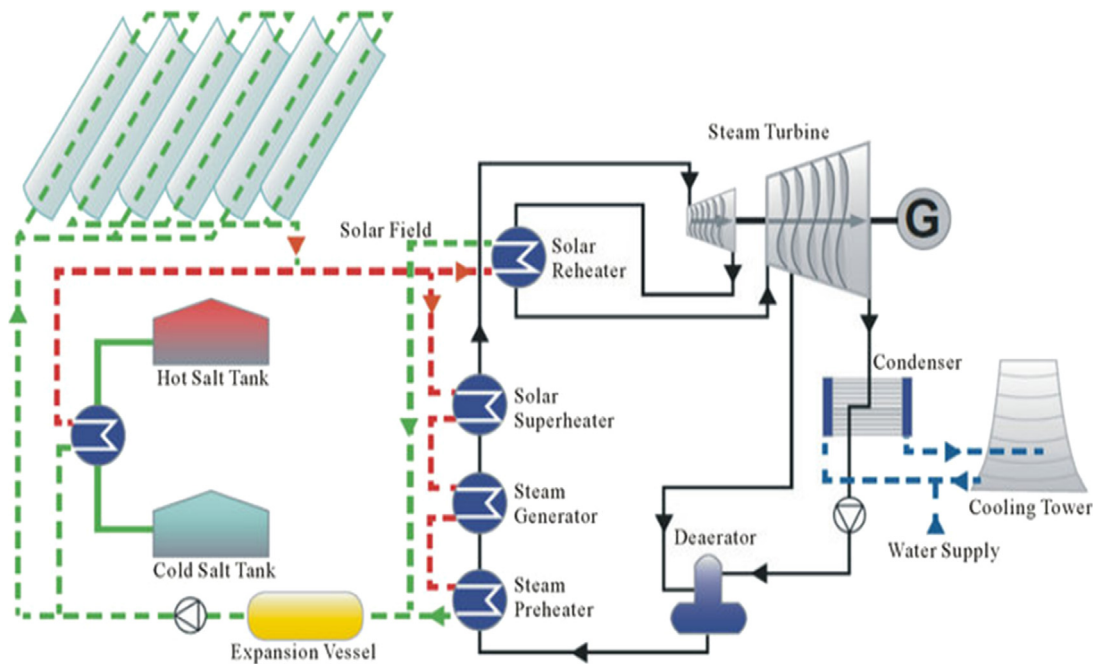 Steam Turbine
G
Solar Field
Solar
Reheater
Hot Salt Tank
Condenser
Solar
Superheater
Steam
Generator
Cooling Tower
Deaerator
Water Supply
Cold Salt Tank
Steam
Preheater
Expansion Vessel